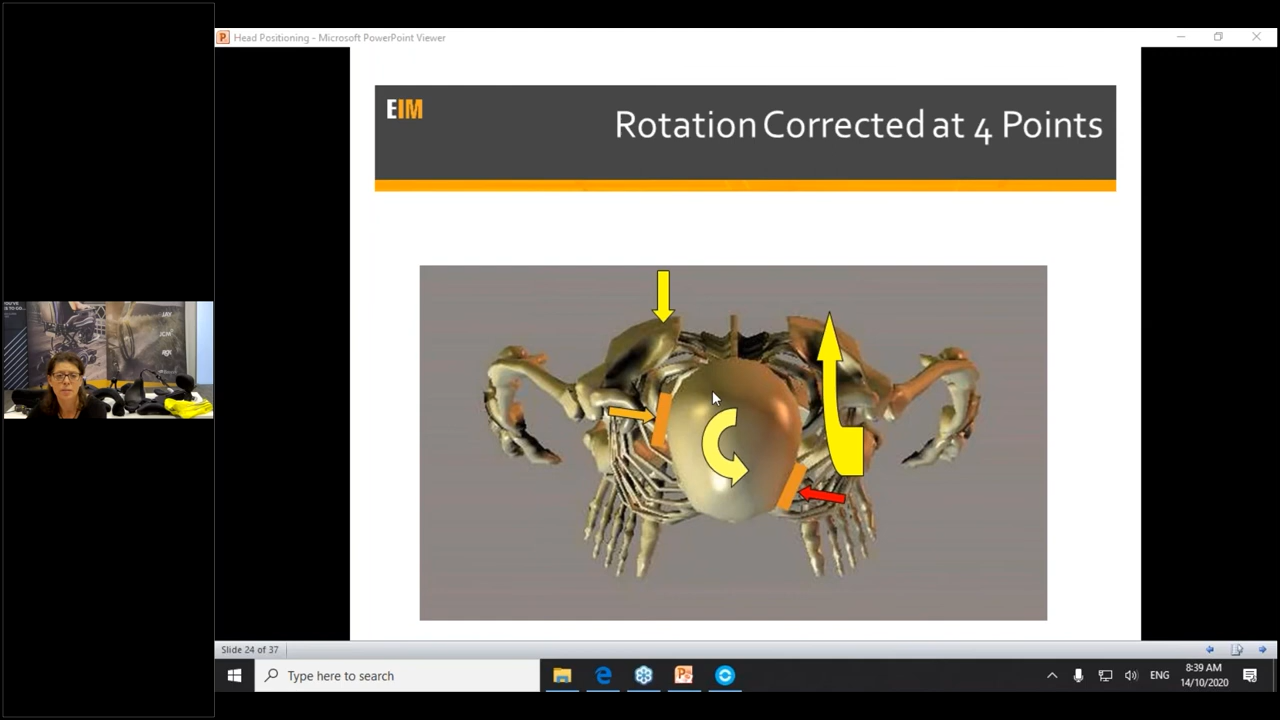 Head Positioning - Microsoft PowerPoint Viewer
EIM
Rotation Corrected at 4 Points
JAY
Slide 24 of 37
Type here to search
ENG
8:39 AM
14/10/2020